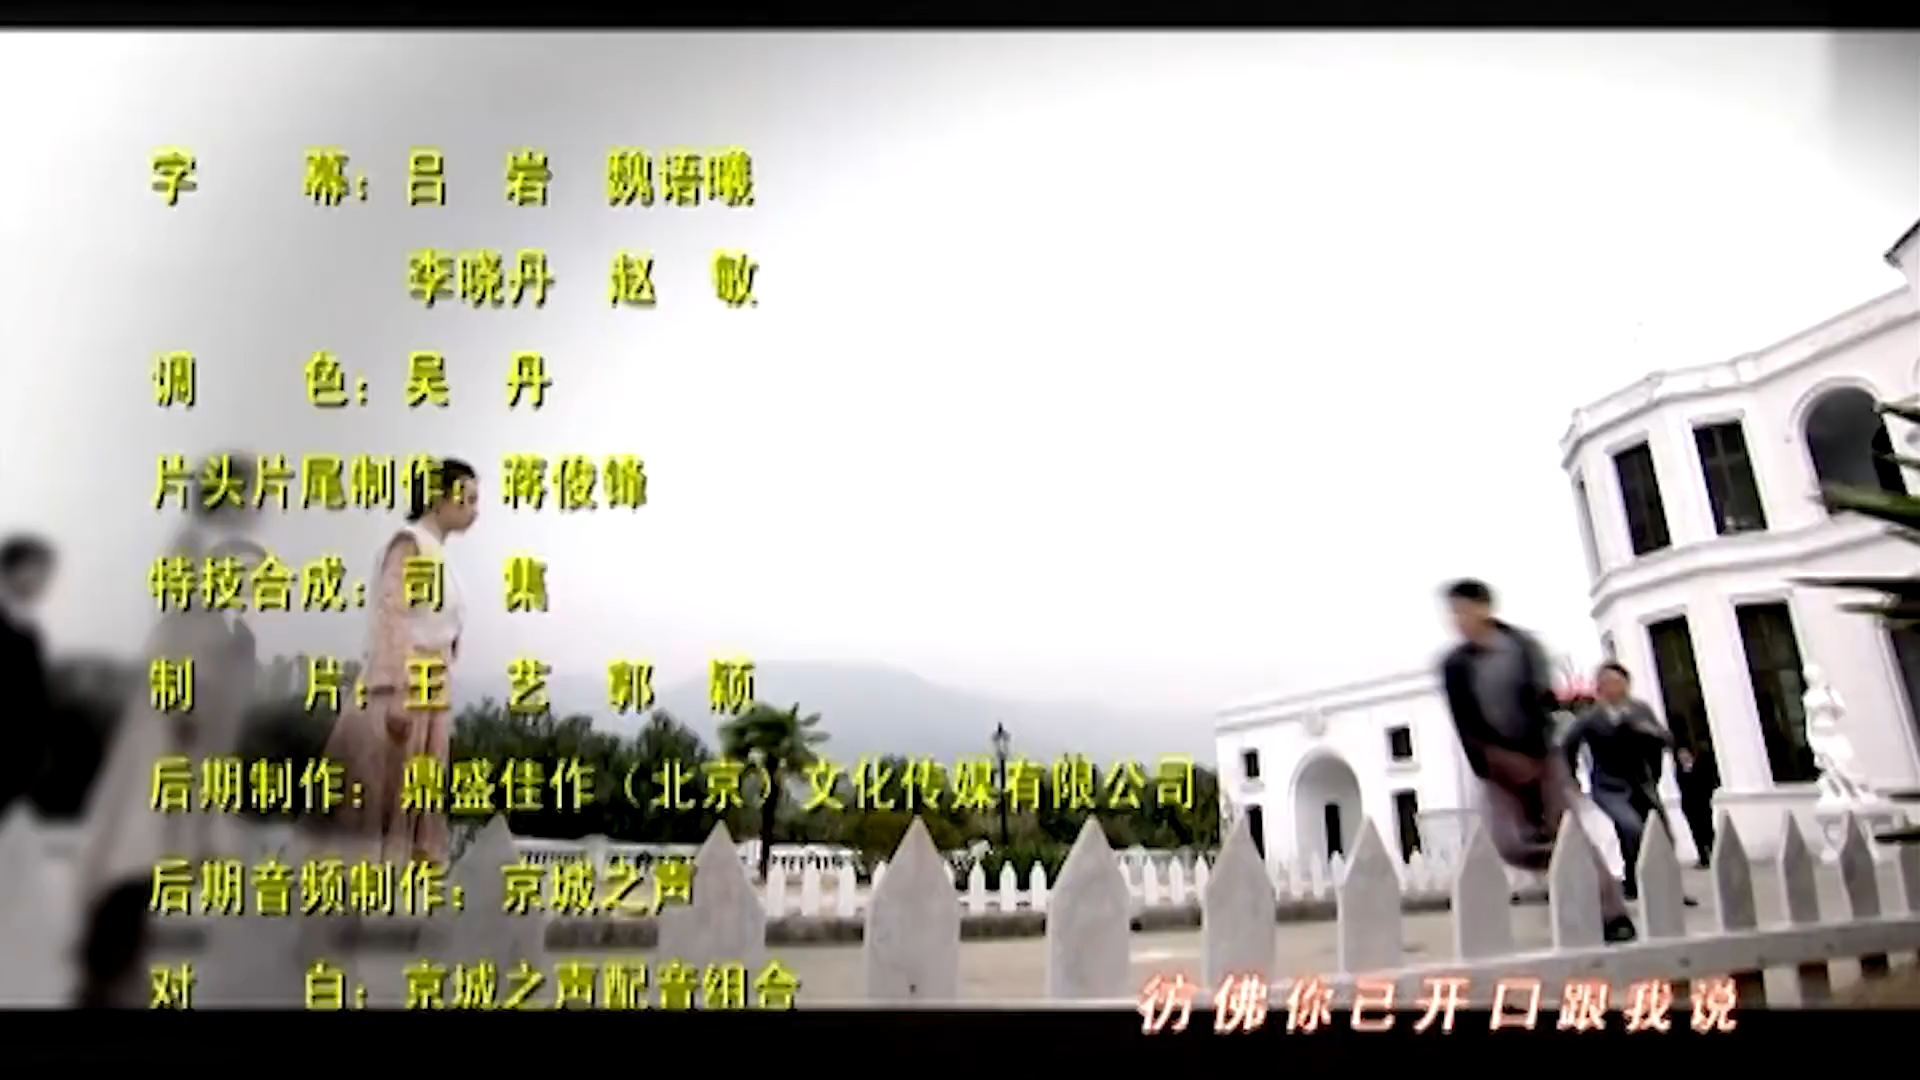 字 幕：吕 岩 魏语曦
李晓丹 赵 敏
调 色：吴 丹
片头片尾制作：蒋俊锋
特技合成：司 集
制 片：王 艺 郭 颖
后期制作：鼎盛佳作（北京）文化传媒有限公司
后期音频制作：京城之声
对 白：京城之声配音组合
彷佛你已开口跟我说